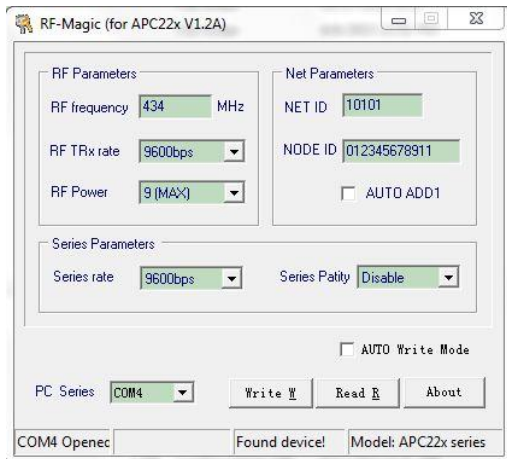 RF-Magic (for APC22x V1.2A)
RF Parameters
RF frequency 434 MHz
RF TRx rate 9600bps
RF Power 9 (MAX)
Net Parameters
NET ID 10101
NODE ID 012345678911
AUTO ADD1
Series Parameters
Series rate 9600bps Series Patity Disable
AUTO Write Mode
PC Series COM4 Write W Read R About
COM4 Openec Found device! Model: APC22x series